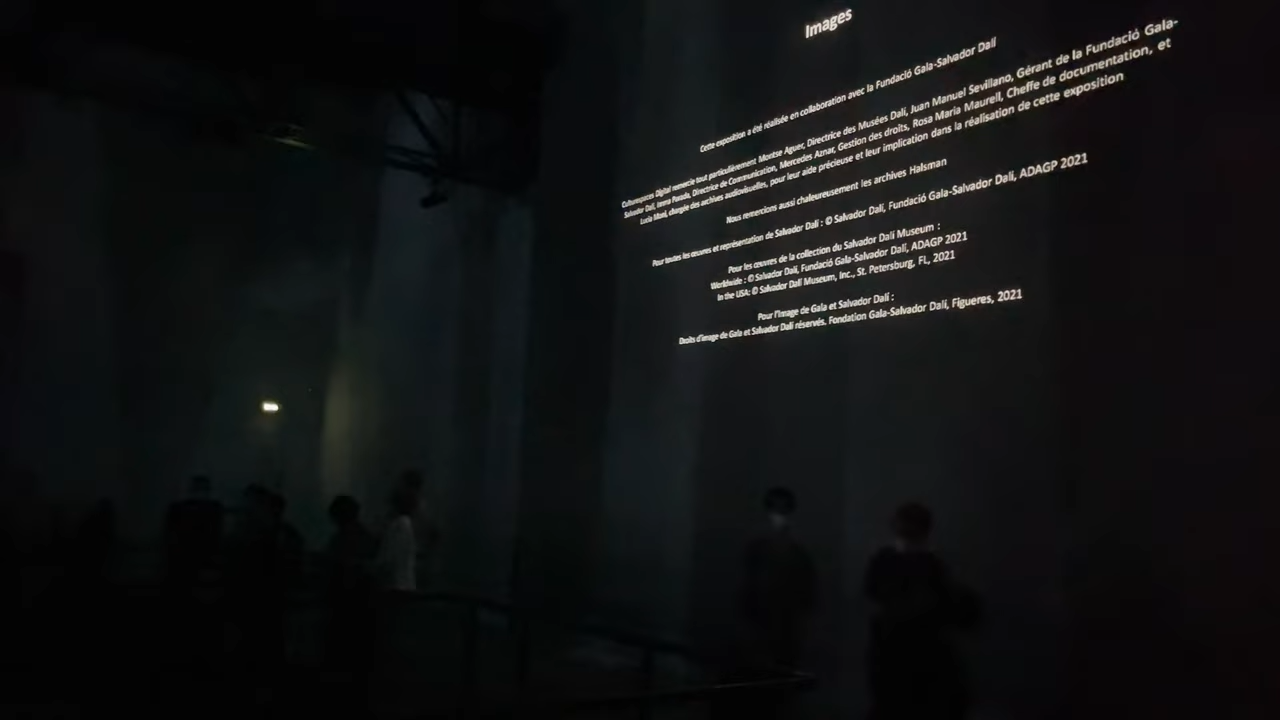 Images
Cette exposition a été réalisée en collaboration avec la Fundació Gala-Salvador Dalí
Culturespaces Digital remercie tout particulièrement Montse Aguer, Directrice des Musées Dalí, Juan Manuel Sevillano, Gérant de la Fundació Gala-
Salvador Dalí, Imma Parada, Directrice de Communication, Mercedes Aznar, Gestion des droits, Rosa Maria Maurell, Cheffe de documentation, et
Lucia Moni, chargée des archives audiovisuelles, pour leur aide précieuse et leur implication dans la réalisation de cette exposition
Nous remercions aussi chaleureusement les archives Halsman
Pour toutes les œuvres et représentation de Salvador Dalí : © Salvador Dalí, Fundació Gala-Salvador Dalí, ADAGP 2021
Pour les œuvres de la collection du Salvador Dalí Museum :
Worldwide : © Salvador Dalí, Fundació Gala-Salvador Dalí, ADAGP 2021
In the USA: © Salvador Dalí Museum, Inc., St. Petersburg, FL, 2021
Pour l'Image de Gala et Salvador Dalí :
Droits d'image de Gala et Salvador Dalí réservés. Fondation Gala-Salvador Dalí, Figueres, 2021